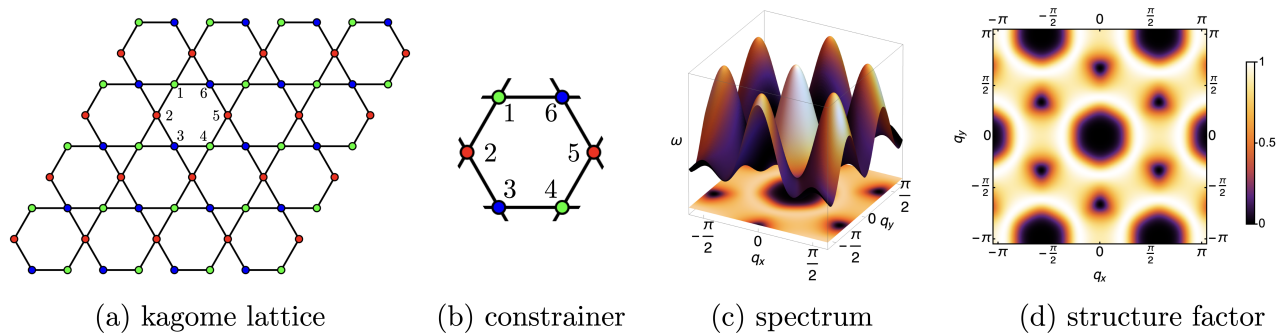 1 6
2 5
3 4
(a) kagome lattice
1 6
2 5
3 4
(b) constrainer
ω
-π/2 0 π/2
q_x
-π/2 0 π/2
q_y
(c) spectrum
-π -π/2 0 π/2 π
π π
π/2 π/2
q_y 0 0
-π/2 -π/2
-π -π
-π -π/2 0 π/2 π
q_x
1
0.5
0
(d) structure factor